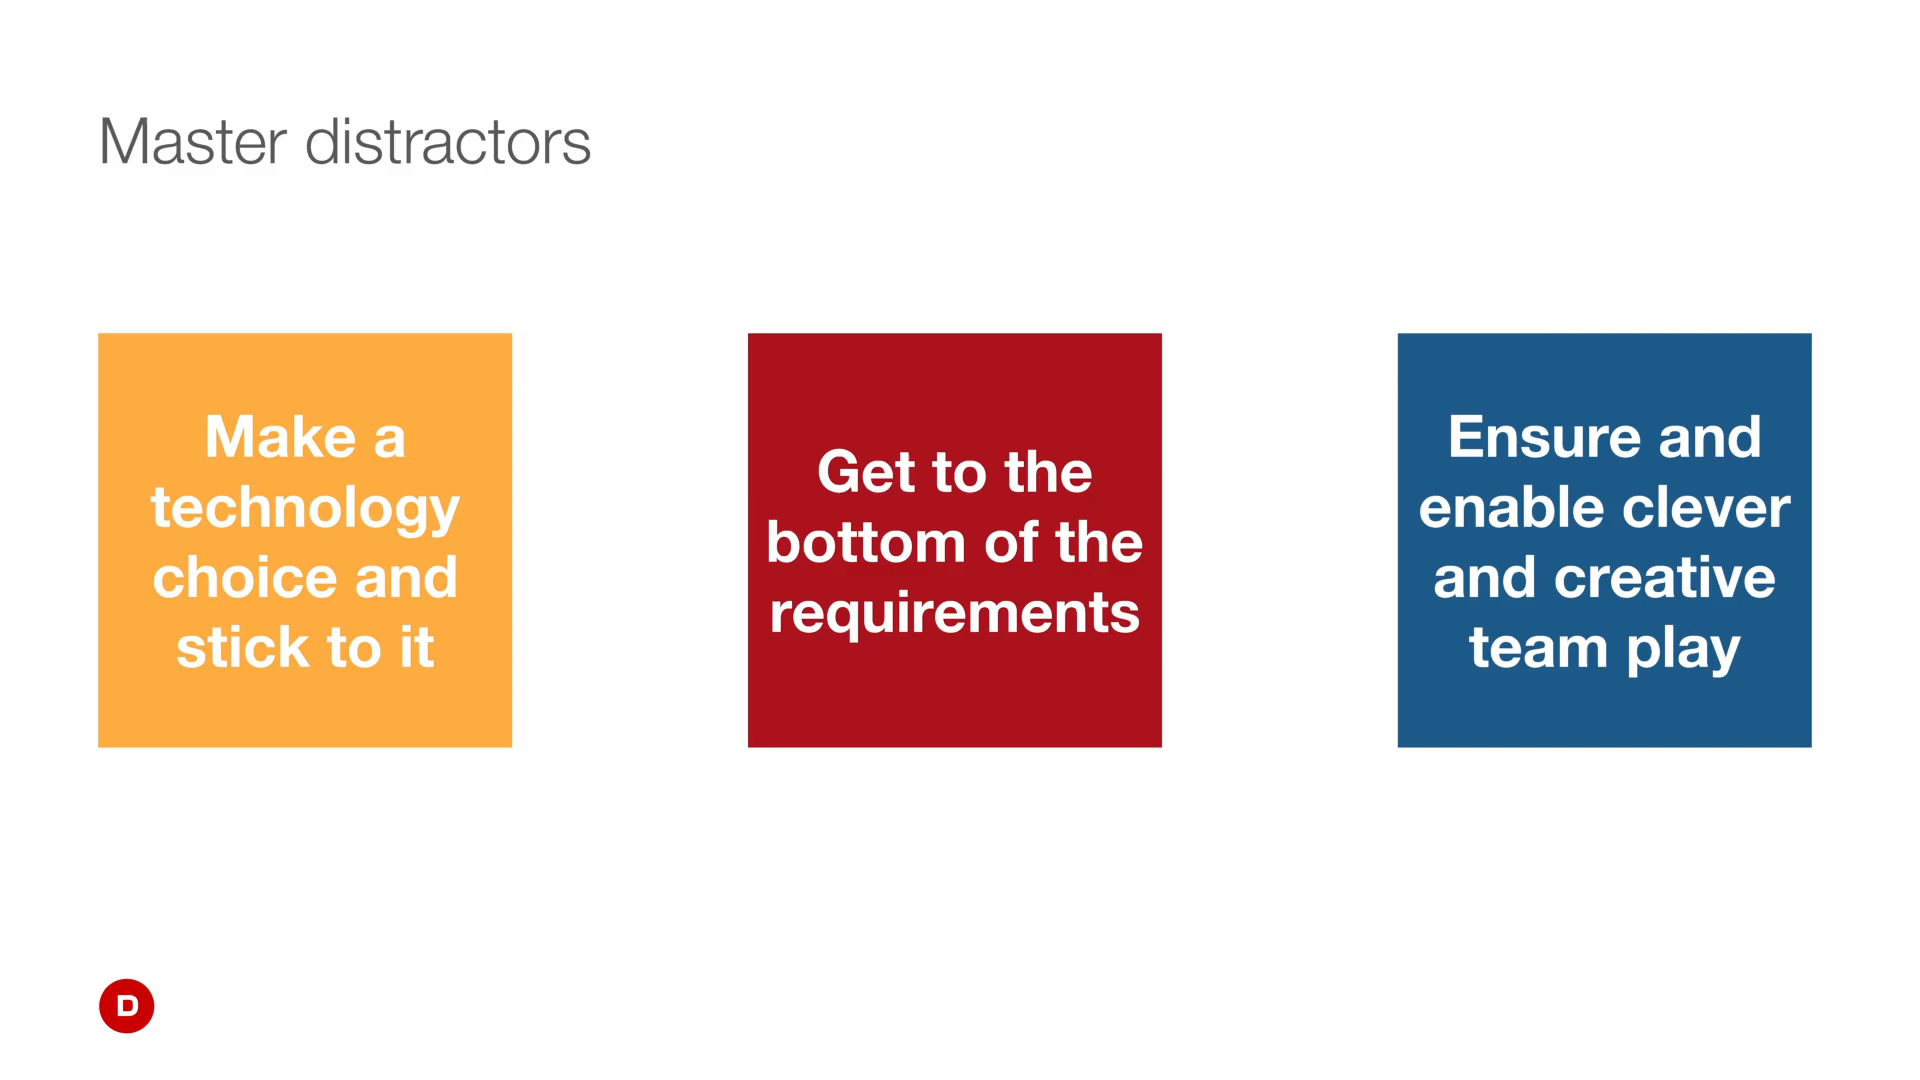 Master distractors
Make a
technology
choice and
stick to it
Get to the
bottom of the
requirements
Ensure and
enable clever
and creative
team play
D